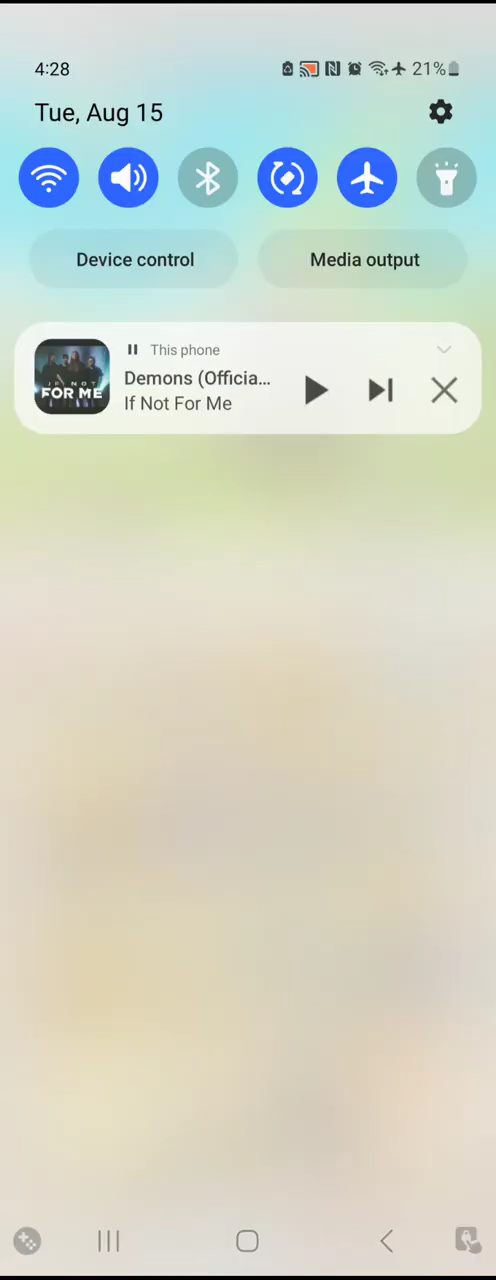 4:28
21%
Tue, Aug 15
Device control
Media output
This phone
Demons (Officia...
If Not For Me
IF NOT
FOR ME